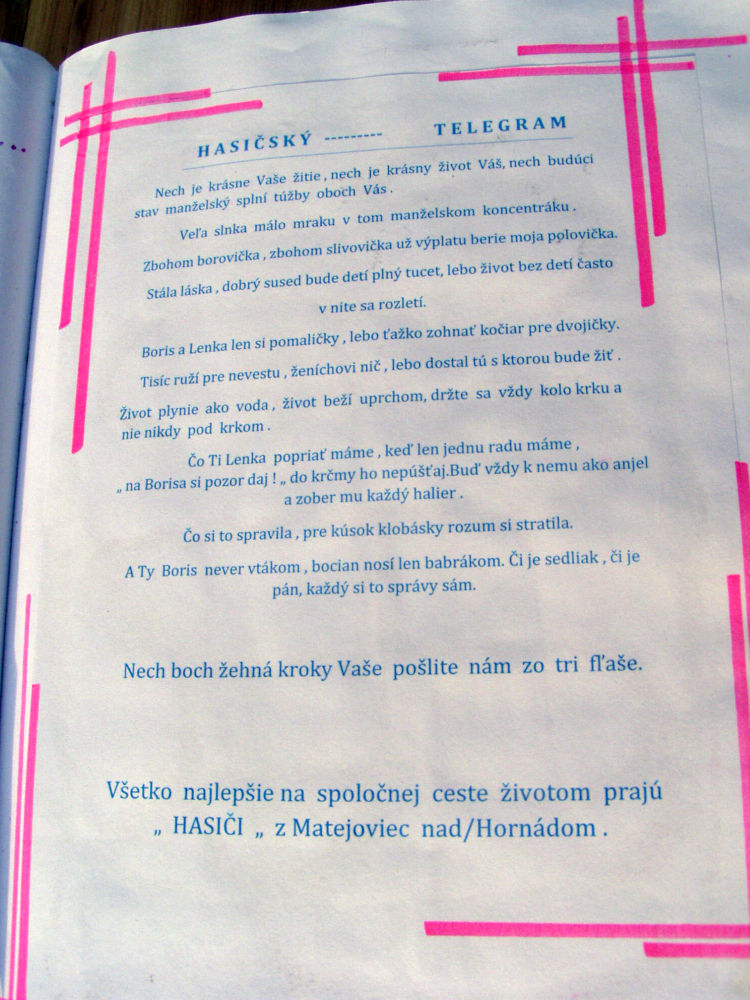 HASIČSKÝ --------- TELEGRAM
Nech je krásne Vaše žitie , nech je krásny život Váš, nech budúci
stav manželský splní túžby oboch Vás .
Veľa slnka málo mraku v tom manželskom koncentráku .
Zbohom borovička , zbohom slivovička už výplatu berie moja polovička.
Stála láska , dobrý sused bude detí plný tucet, lebo život bez detí často
v nite sa rozletí.
Boris a Lenka len si pomaličky , lebo ťažko zohnať kočiar pre dvojičky.
Tisíc ruží pre nevestu , ženíchovi nič , lebo dostal tú s ktorou bude žiť .
Život plynie ako voda , život beží uprchom, držte sa vždy kolo krku a
nie nikdy pod krkom .
Čo Ti Lenka popriať máme , keď len jednu radu máme ,
„ na Borisa si pozor daj ! „ do krčmy ho nepúšťaj.Buď vždy k nemu ako anjel
a zober mu každý halier .
Čo si to spravila , pre kúsok klobásky rozum si stratila.
A Ty Boris never vtákom , bocian nosí len babrákom. Či je sedliak , či je
pán, každý si to správy sám.
Nech boch žehná kroky Vaše pošlite nám zo tri fľaše.
Všetko najlepšie na spoločnej ceste životom prajú
„ HASIČI „ z Matejoviec nad/Hornádom .